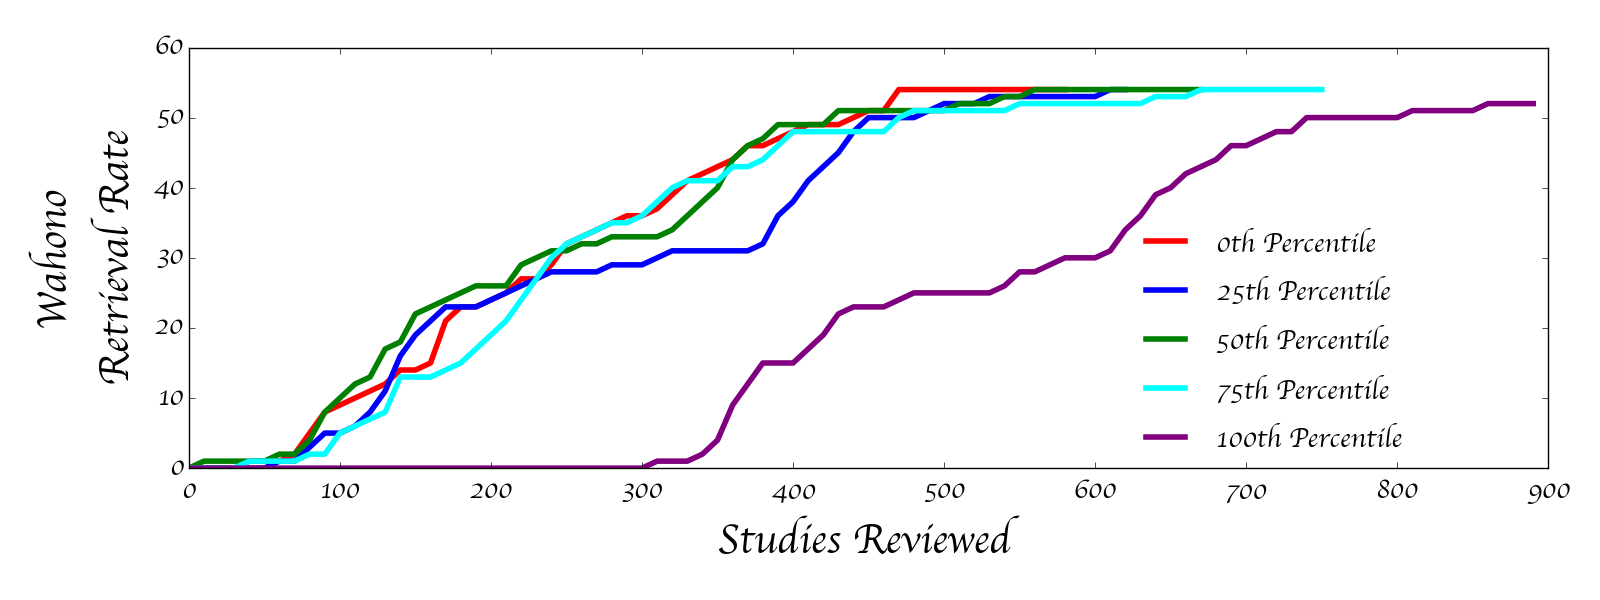 Wahono
Retrieval Rate
60
50
40
30
20
10
0
0 100 200 300 400 500 600 700 800 900
Studies Reviewed
0th Percentile
25th Percentile
50th Percentile
75th Percentile
100th Percentile